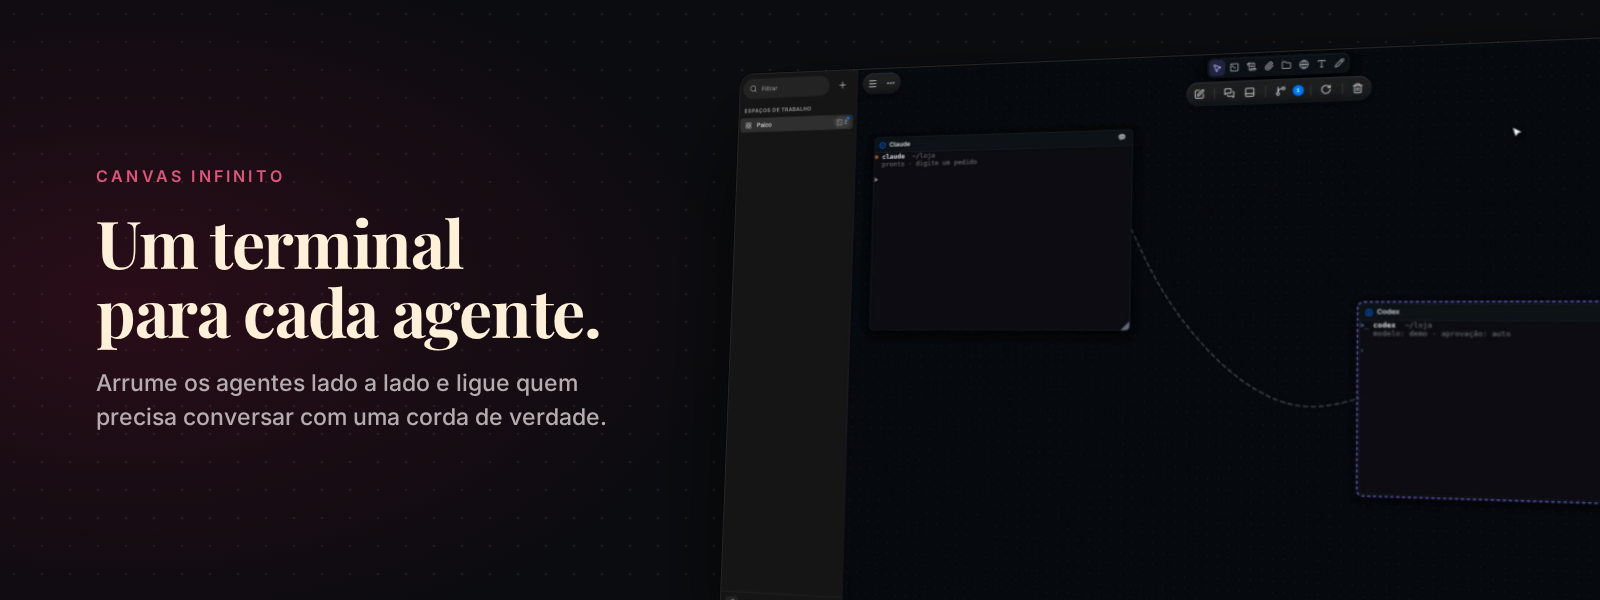 CANVAS INFINITO
Um terminal
para cada agente.
Arrume os agentes lado a lado e ligue quem
precisa conversar com uma corda de verdade.
Filtrar
ESPAÇOS DE TRABALHO
Palco
Claude
claude ~/loja
pronto - digite um pedido
Codex
codex ~/loja
modelo: demo - aprovação: auto